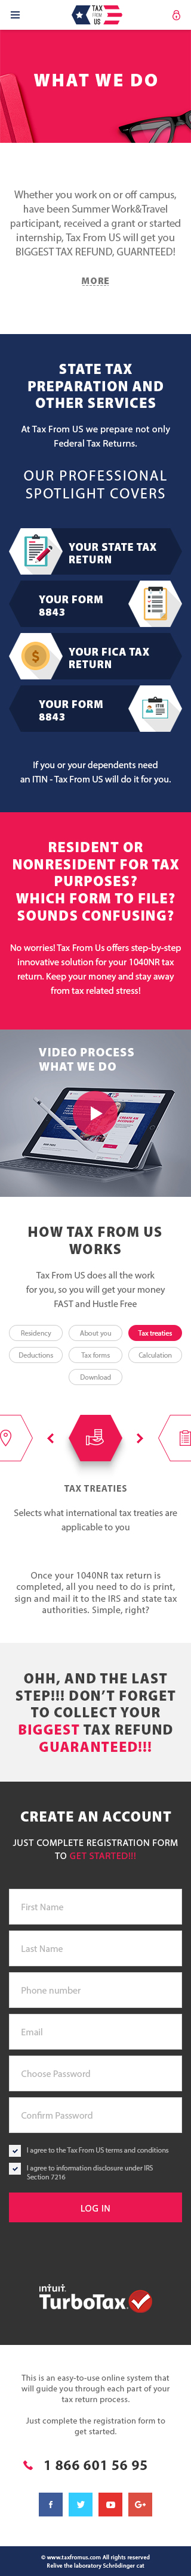 TAX
FROM
US
WHAT WE DO
Whether you work on or off campus,
have been Summer Work&Travel
participant, received a grant or started
internship, Tax From US will get you
BIGGEST TAX REFUND, GUARNTEED!
MORE
STATE TAX
PREPARATION AND
OTHER SERVICES
At Tax From US we prepare not only
Federal Tax Returns.
OUR PROFESSIONAL
SPOTLIGHT COVERS
YOUR STATE TAX
RETURN
YOUR FORM
8843
YOUR FICA TAX
RETURN
YOUR FORM
8843
ITIN
If you or your dependents need
an ITIN - Tax From US will do it for you.
RESIDENT OR
NONRESIDENT FOR TAX
PURPOSES?
WHICH FORM TO FILE?
SOUNDS CONFUSING?
No worries! Tax From Us offers step-by-step
innovative solution for your 1040NR tax
return. Keep your money and stay away
from tax related stress!
VIDEO PROCESS
WHAT WE DO
HOW TAX FROM US
WORKS
Tax From US does all the work
for you, so you will get your money
FAST and Hustle Free
Residency
About you
Tax treaties
Deductions
Tax forms
Calculation
Download
TAX TREATIES
Selects what international tax treaties are
applicable to you
Once your 1040NR tax return is
completed, all you need to do is print,
sign and mail it to the IRS and state tax
authorities. Simple, right?
OHH, AND THE LAST
STEP!!! DON'T FORGET
TO COLLECT YOUR
BIGGEST TAX REFUND
GUARANTEED!!!
CREATE AN ACCOUNT
JUST COMPLETE REGISTRATION FORM
TO GET STARTED!!!
First Name
Last Name
Phone number
Email
Choose Password
Confirm Password
I agree to the Tax From US terms and conditions
I agree to information disclosure under IRS
Section 7216
LOG IN
intuit
TurboTax
This is an easy-to-use online system that
will guide you through each part of your
tax return process.
Just complete the registration form to
get started.
1 866 601 56 95
© www.taxfromus.com All rights reserved
Relive the laboratory Schrödinger cat